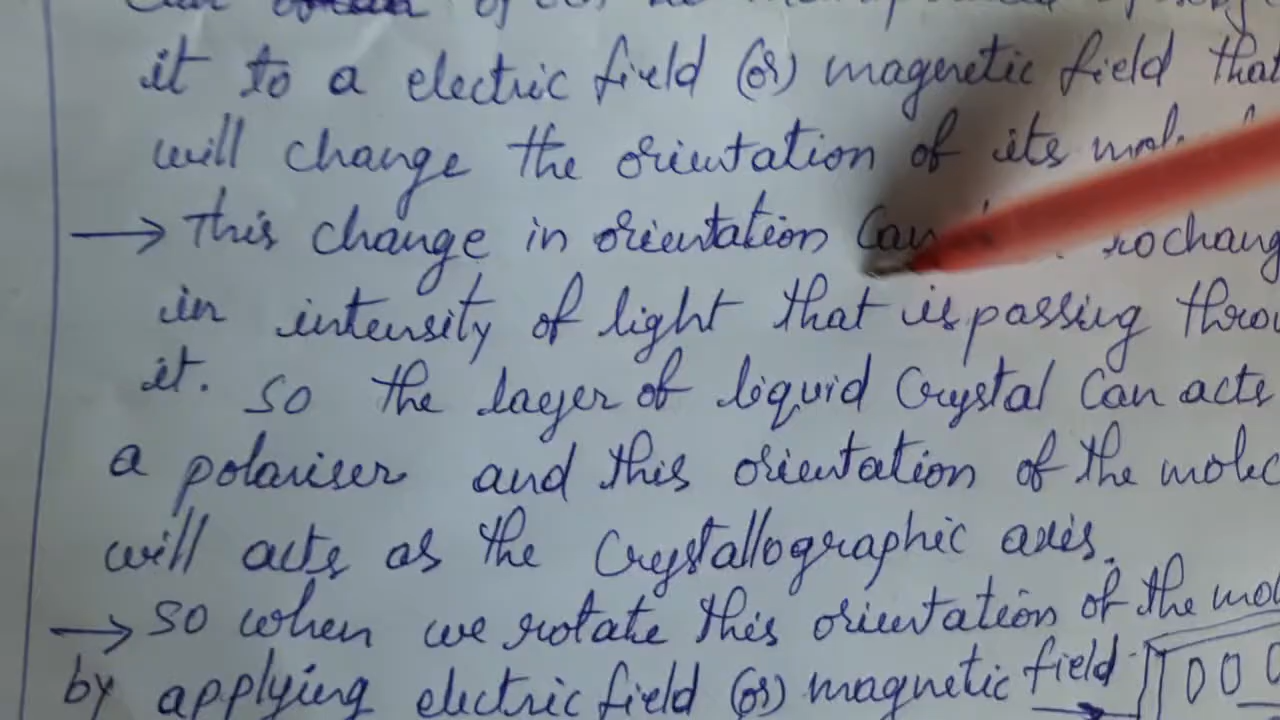 it to a electric field (or) magnetic field that
will change the orientation of its
→ This change in orientation Can
in intensity of light that is passing
it. So the layer of liquid Crystal Can acts
a polariser and this orientation of the
will acts as the Crystallographic axis.
→ So when we rotate this orientation of the
by applying electric field (or) magnetic field